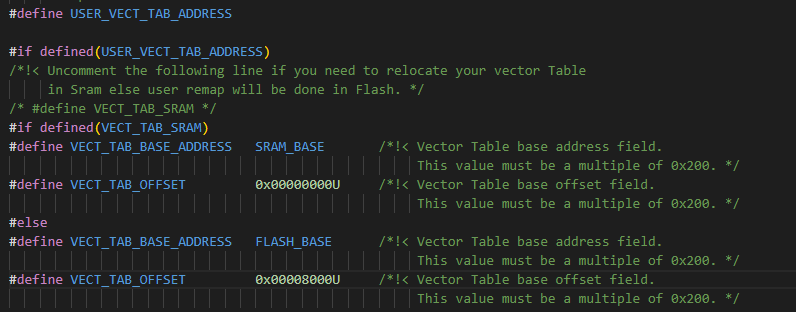 #define USER_VECT_TAB_ADDRESS
#if defined(USER_VECT_TAB_ADDRESS)
/*!< Uncomment the following line if you need to relocate your vector Table
in Sram else user remap will be done in Flash. */
/* #define VECT_TAB_SRAM */
#if defined(VECT_TAB_SRAM)
#define VECT_TAB_BASE_ADDRESS   SRAM_BASE       /*!< Vector Table base address field.
This value must be a multiple of 0x200. */
#define VECT_TAB_OFFSET         0x00000000U     /*!< Vector Table base offset field.
This value must be a multiple of 0x200. */
#else
#define VECT_TAB_BASE_ADDRESS   FLASH_BASE      /*!< Vector Table base address field.
This value must be a multiple of 0x200. */
#define VECT_TAB_OFFSET         0x00008000U     /*!< Vector Table base offset field.
This value must be a multiple of 0x200. */